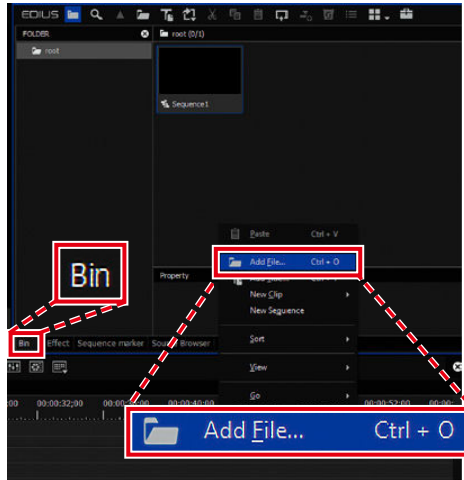 EDIUS
FOLDER
root (0/1)
root
Sequence1
Paste Ctrl + V
Add File... Ctrl + O
New Clip
New Sequence
Sort
View
Go
Property
Bin
Bin Effect Sequence marker Source Browser
00:00:32;00 00:00:40;00 00:00:52;00
Add File... Ctrl + O